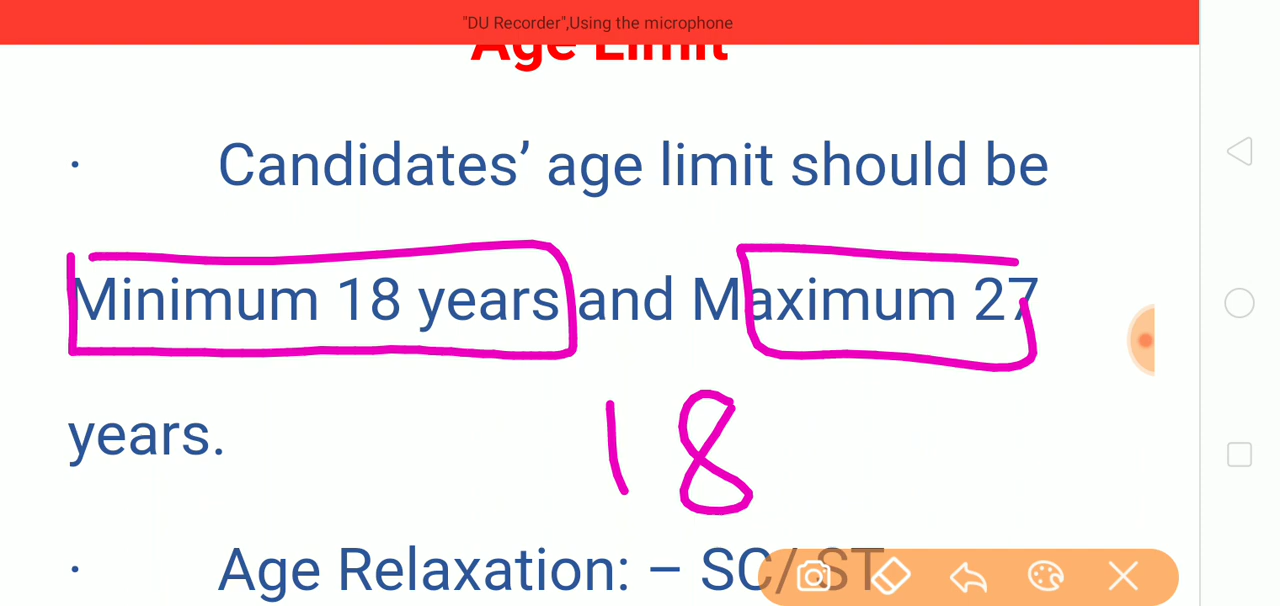 "DU Recorder",Using the microphone
Age Limit
· Candidates’ age limit should be
Minimum 18 years and Maximum 27
years.
18
· Age Relaxation: – SC/ ST